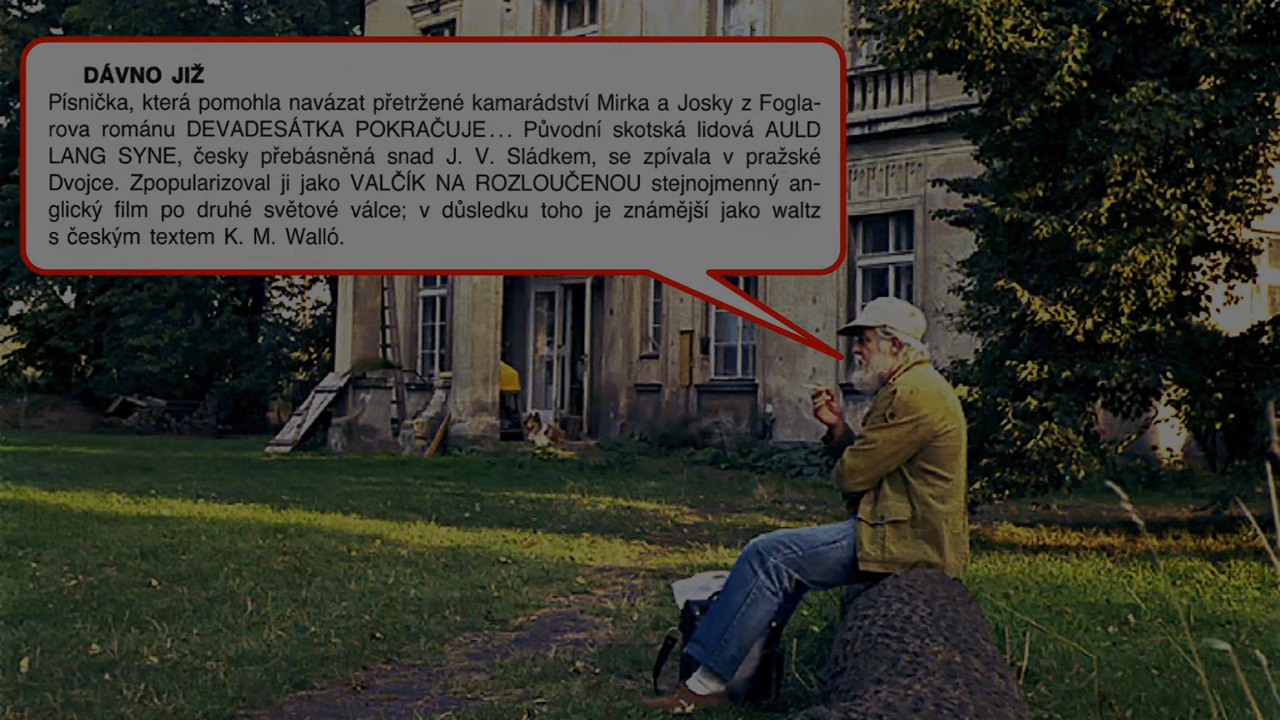 DÁVNO JIŽ
Písnička, která pomohla navázat přetržené kamarádství Mirka a Josky z Fogla-
rova románu DEVADESÁTKA POKRAČUJE... Původní skotská lidová AULD
LANG SYNE, česky přebásněná snad J. V. Sládkem, se zpívala v pražské
Dvojce. Zpopularizoval ji jako VALČÍK NA ROZLOUČENOU stejnojmenný an-
glický film po druhé světové válce; v důsledku toho je známější jako waltz
s českým textem K. M. Walló.